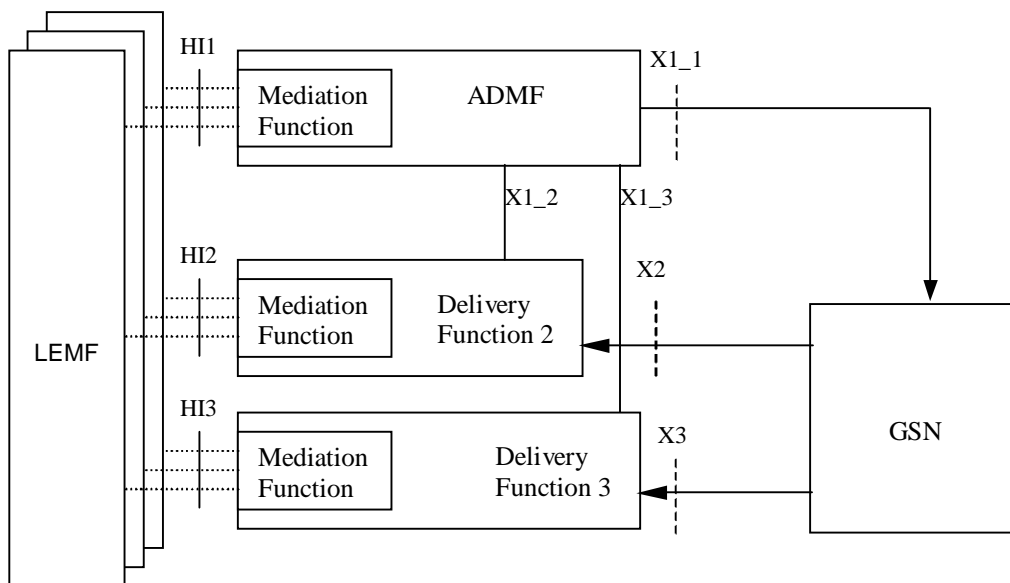 HI1
X1_1
Mediation
Function
ADMF
X1_2
X1_3
HI2
X2
Mediation
Function
Delivery
Function 2
LEMF
HI3
X3
GSN
Mediation
Function
Delivery
Function 3